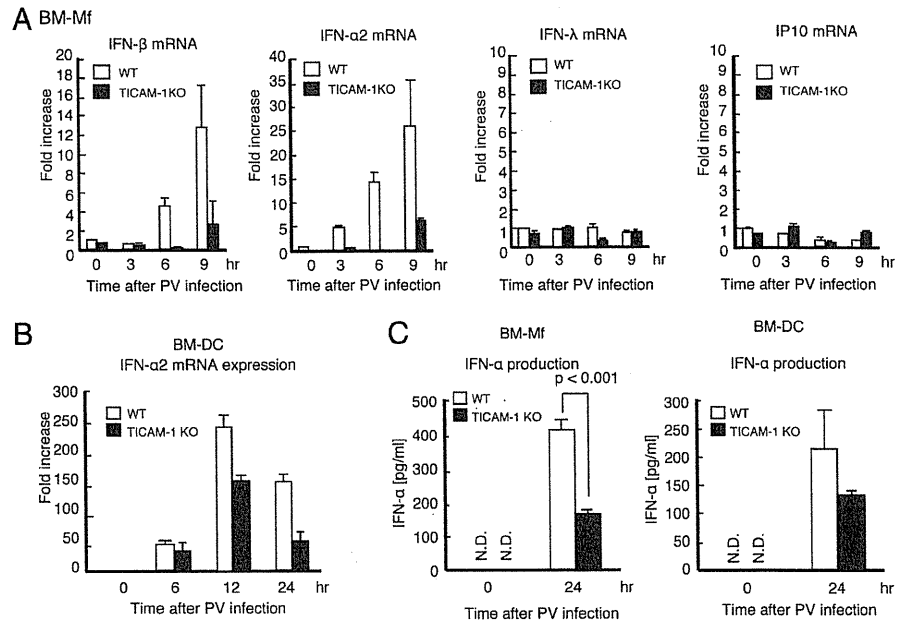 A BM-Mf
IFN-β mRNA
Fold increase
20
18
16
14
12
10
8
6
4
2
0
WT
TICAM-1KO
0 3 6 9 hr
Time after PV infection
IFN-α2 mRNA
Fold increase
40
35
30
25
20
15
10
5
0
WT
TICAM-1KO
0 3 6 9 hr
Time after PV infection
IFN-λ mRNA
Fold increase
10
9
8
7
6
5
4
3
2
1
0
WT
TICAM-1KO
0 3 6 9 hr
Time after PV infection
IP10 mRNA
Fold increase
10
9
8
7
6
5
4
3
2
1
0
WT
TICAM-1KO
0 3 6 9 hr
Time after PV infection
B
BM-DC
IFN-α2 mRNA expression
Fold increase
300
250
200
150
100
50
0
WT
TICAM-1 KO
0 6 12 24 hr
Time after PV infection
C
BM-Mf
IFN-α production
p < 0.001
IFN-α [pg/ml]
500
400
300
200
100
0
WT
TICAM-1 KO
N.D. N.D.
0 24 hr
Time after PV infection
BM-DC
IFN-α production
IFN-α [pg/ml]
300
250
200
150
100
50
0
WT
TICAM-1 KO
N.D. N.D.
0 24 hr
Time after PV infection